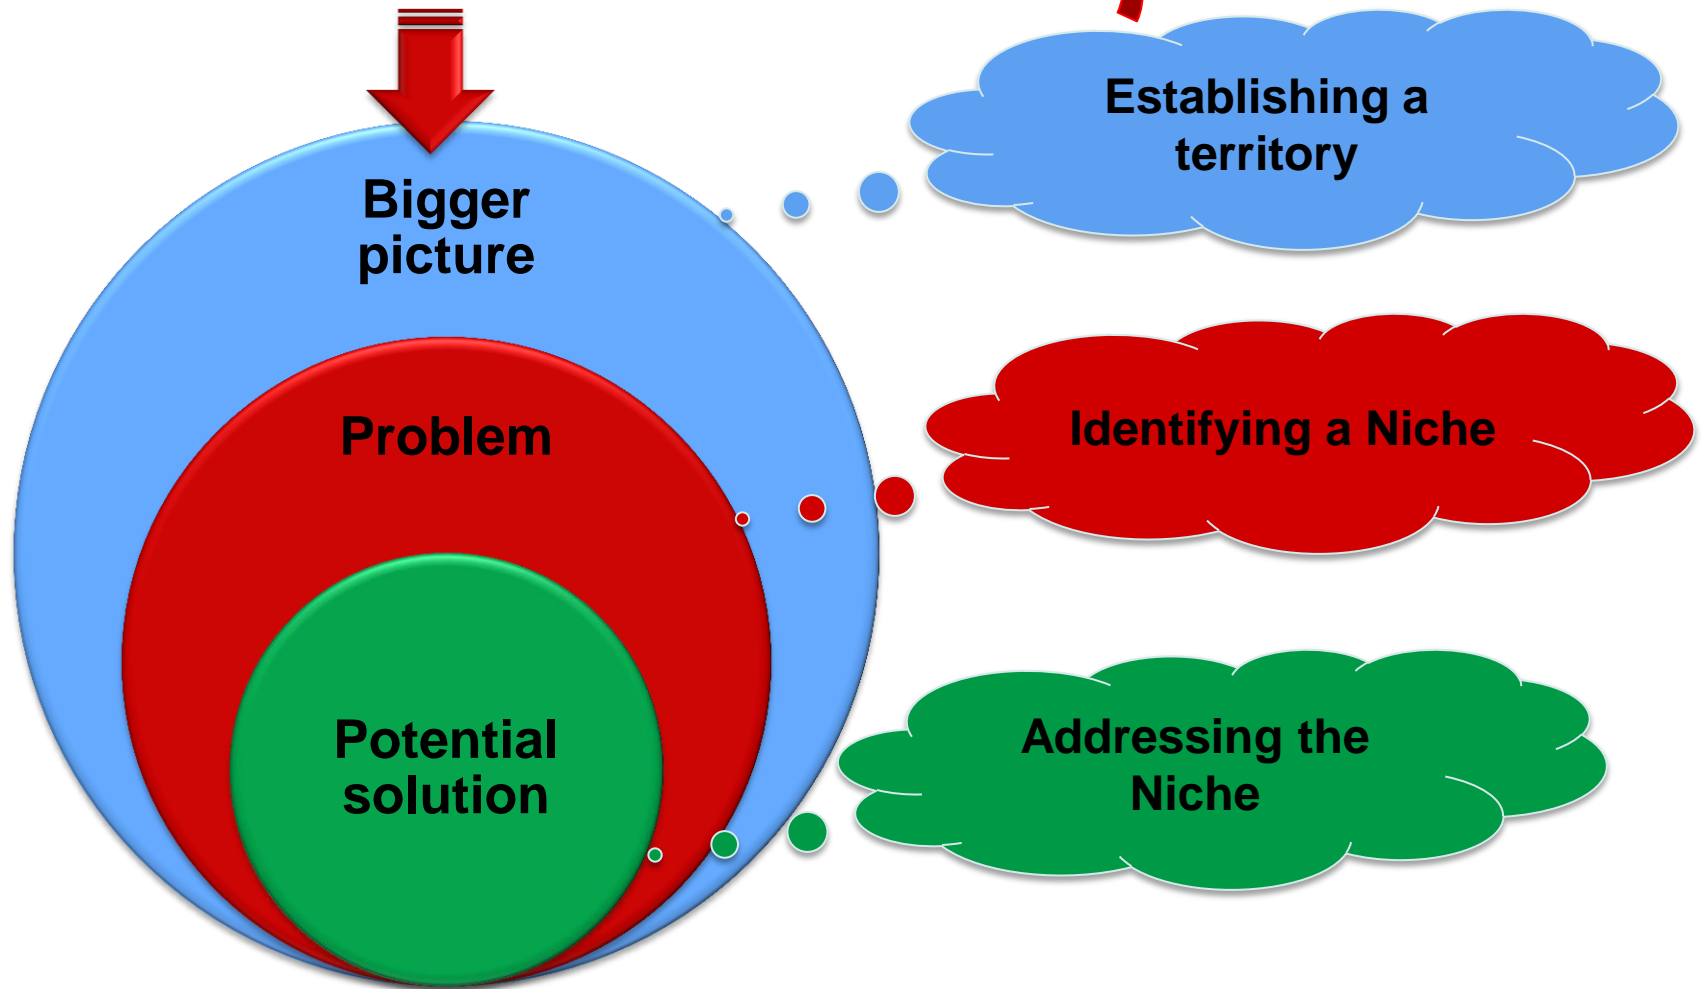 Bigger
picture
Establishing a
territory
Problem
Identifying a Niche
Potential
solution
Addressing the
Niche